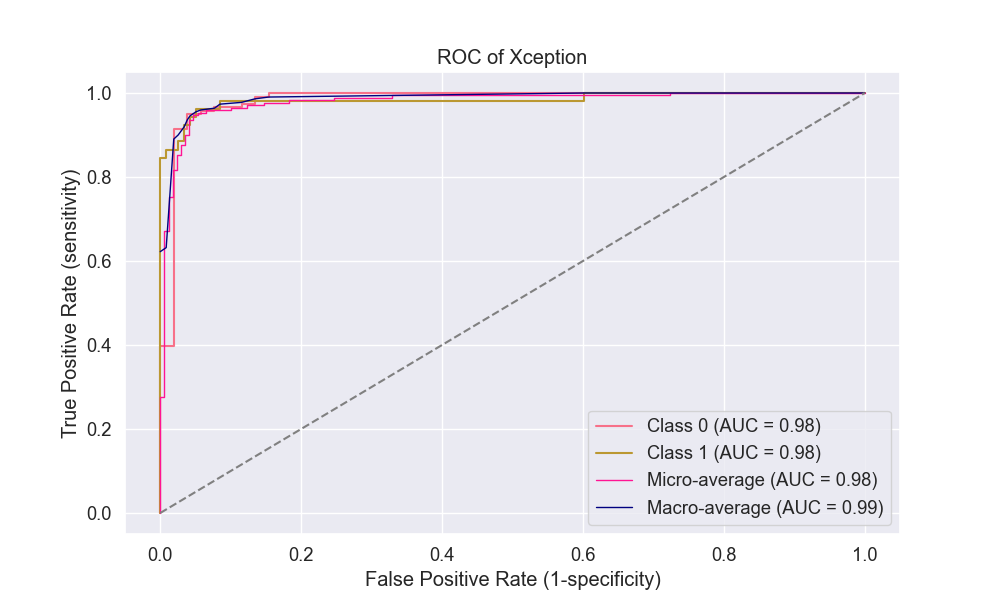 ROC of Xception
True Positive Rate (sensitivity)
1.0
0.8
0.6
0.4
0.2
0.0
Class 0 (AUC = 0.98)
Class 1 (AUC = 0.98)
Micro-average (AUC = 0.98)
Macro-average (AUC = 0.99)
0.0 0.2 0.4 0.6 0.8 1.0
False Positive Rate (1-specificity)